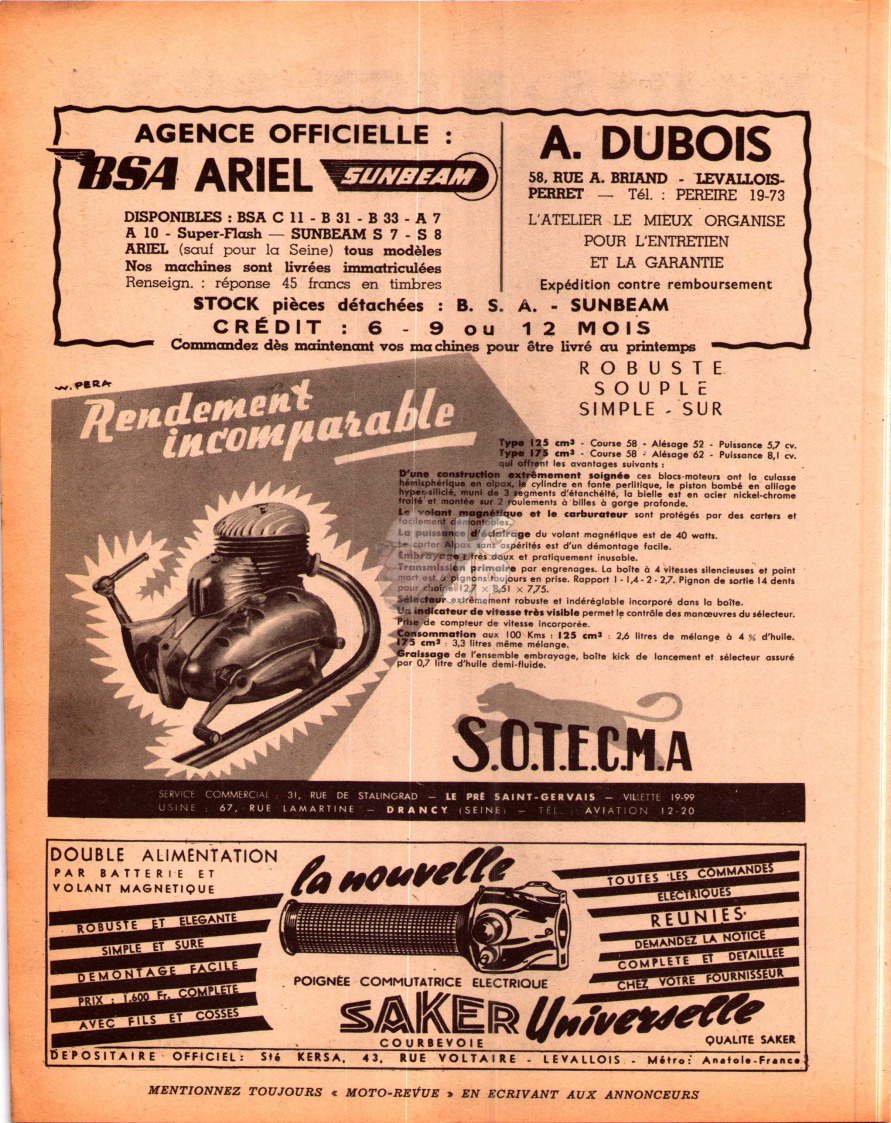 AGENCE OFFICIELLE :
BSA ARIEL SUNBEAM
DISPONIBLES : BSA C 11 - B 31 - B 33 - A 7
A 10 - Super-Flash — SUNBEAM S 7 - S 8
ARIEL (sauf pour la Seine) tous modèles
Nos machines sont livrées immatriculées
Renseign. : réponse 45 francs en timbres
A. DUBOIS
58, RUE A. BRIAND - LEVALLOIS-
PERRET — Tél. : PEREIRE 19-73
L'ATELIER LE MIEUX ORGANISE
POUR L'ENTRETIEN
ET LA GARANTIE
Expédition contre remboursement
STOCK pièces détachées : B. S. A. - SUNBEAM
CRÉDIT : 6 - 9 ou 12 MOIS
Commandez dès maintenant vos machines pour être livré au printemps
W. PERA
Rendement
incomparable
ROBUSTE
SOUPLE
SIMPLE - SUR
Type 125 cm³ - Course 58 - Alésage 52 - Puissance 5,7 cv.
Type 175 cm³ - Course 58 - Alésage 62 - Puissance 8,1 cv.
qui offrent les avantages suivants :
D'une construction extrêmement soignée ces blocs-moteurs ont la culasse
hémisphérique en alpax, le cylindre en fonte perlitique, le piston bombé en alliage
hyper-silicié, muni de 3 segments d'étanchéité, la bielle est en acier nickel-chrome
traité et montée sur 2 roulements à billes à gorge profonde.
Le volant magnétique et le carburateur sont protégés par des carters et
facilement démontables.
La puissance d'éclairage du volant magnétique est de 40 watts.
Le carter Alpax sans aspérités est d'un démontage facile.
Embrayage : très doux et pratiquement inusable.
Transmission primaire par engrenages. La boîte à 4 vitesses silencieuses et point
mort est à pignons toujours en prise. Rapport 1 - 1,4 - 2 - 2,7. Pignon de sortie 14 dents
pour chaîne 12,7 × 8,51 × 7,75.
Sélecteur extrêmement robuste et indéréglable incorporé dans la boîte.
Un indicateur de vitesse très visible permet le contrôle des manœuvres du sélecteur.
Prise de compteur de vitesse incorporée.
Consommation aux 100 Kms : 125 cm³ : 2,6 litres de mélange à 4 % d'huile.
175 cm³ : 3,3 litres même mélange.
Graissage de l'ensemble embrayage, boîte kick de lancement et sélecteur assuré
par 0,7 litre d'huile demi-fluide.
S.O.T.E.C.M.A
SERVICE COMMERCIAL : 31, RUE DE STALINGRAD — LE PRÉ SAINT-GERVAIS — VILLETTE 19-99
USINE : 67, RUE LAMARTINE — DRANCY (SEINE) — TÉL. : AVIATION 12-20
DOUBLE ALIMENTATION
PAR BATTERIE ET
VOLANT MAGNETIQUE
ROBUSTE ET ELEGANTE
SIMPLE ET SURE
DEMONTAGE FACILE
PRIX : 1.600 Fr. COMPLETE
AVEC FILS ET COSSES
la nouvelle
POIGNÉE COMMUTATRICE ELECTRIQUE
SAKER Universelle
COURBEVOIE
TOUTES LES COMMANDES
ELECTRIQUES
REUNIES
DEMANDEZ LA NOTICE
COMPLETE ET DETAILLEE
CHEZ VOTRE FOURNISSEUR
QUALITE SAKER
DEPOSITAIRE OFFICIEL : Sté KERSA, 43, RUE VOLTAIRE - LEVALLOIS - Métro : Anatole-France
MENTIONNEZ TOUJOURS « MOTO-REVUE » EN ECRIVANT AUX ANNONCEURS